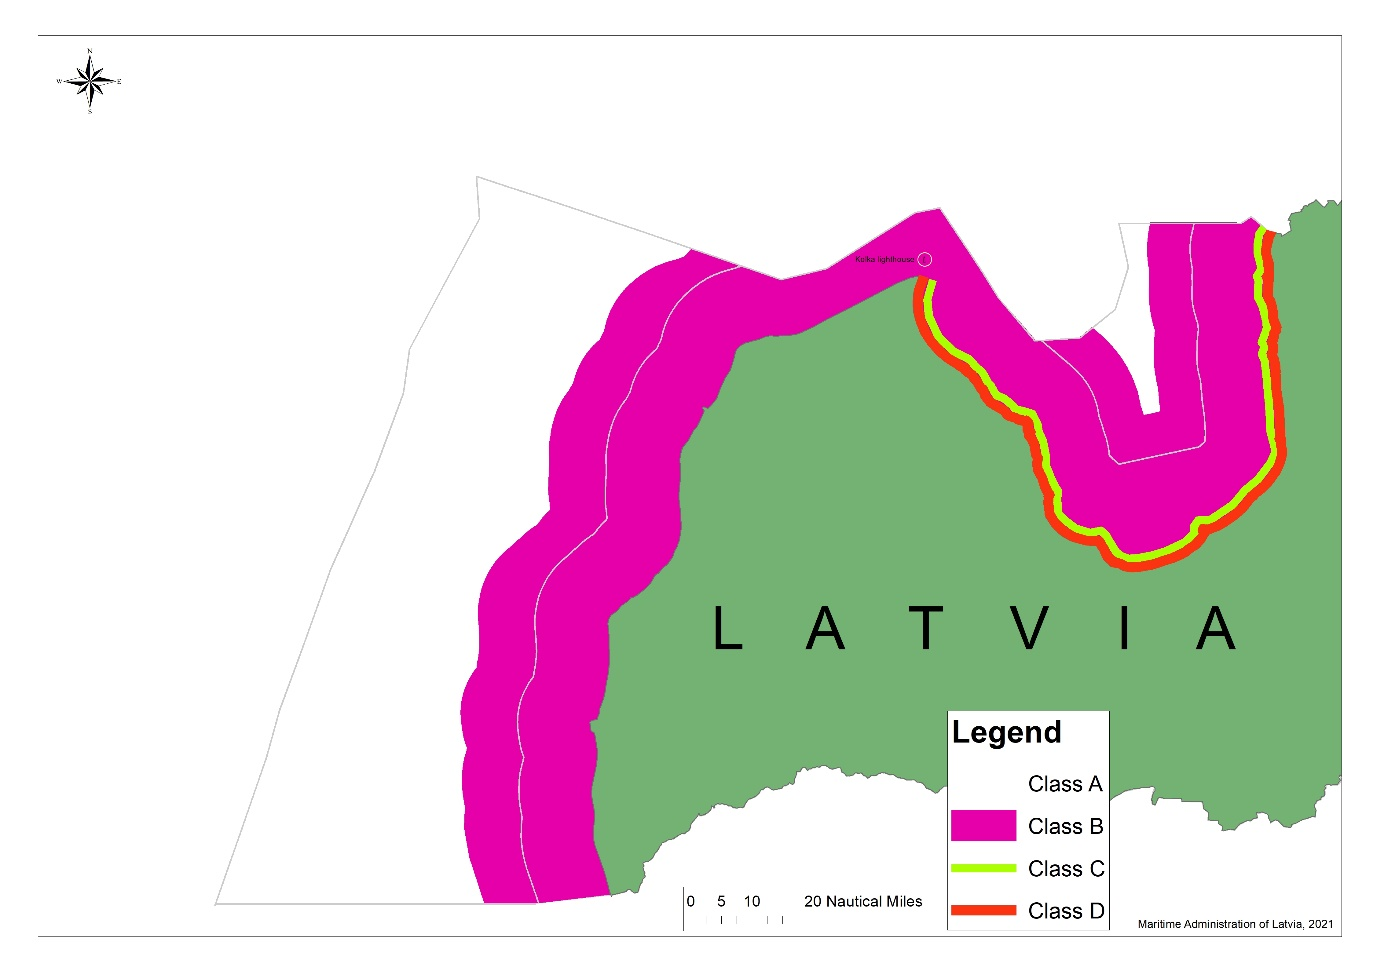 N
W E
S
Kolka lighthouse
L A T V I A
Legend
Class A
Class B
Class C
Class D
0 5 10 20 Nautical Miles
Maritime Administration of Latvia, 2021